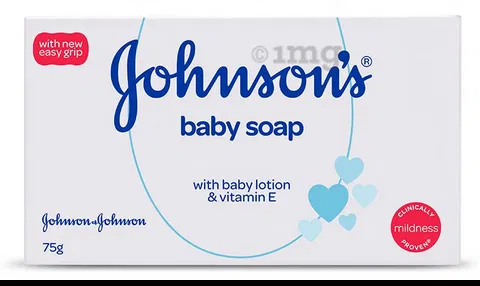 with new
easy grip
©1mg
Johnson's®
baby soap
with baby lotion
& vitamin E
Johnson & Johnson
75g
CLINICALLY
mildness
PROVEN®